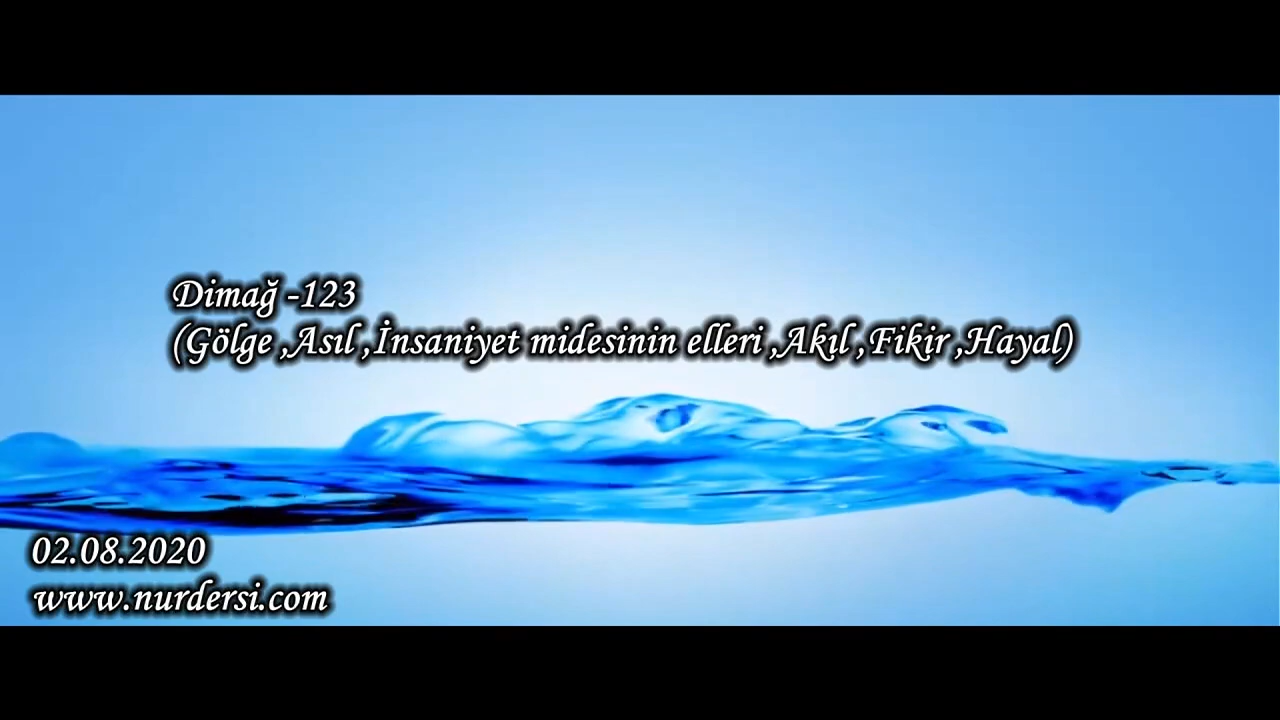 Dimağ -123
(Gölge ,Asıl ,İnsaniyet midesinin elleri ,Akıl ,Fikir ,Hayal)
02.08.2020
www.nurdersi.com